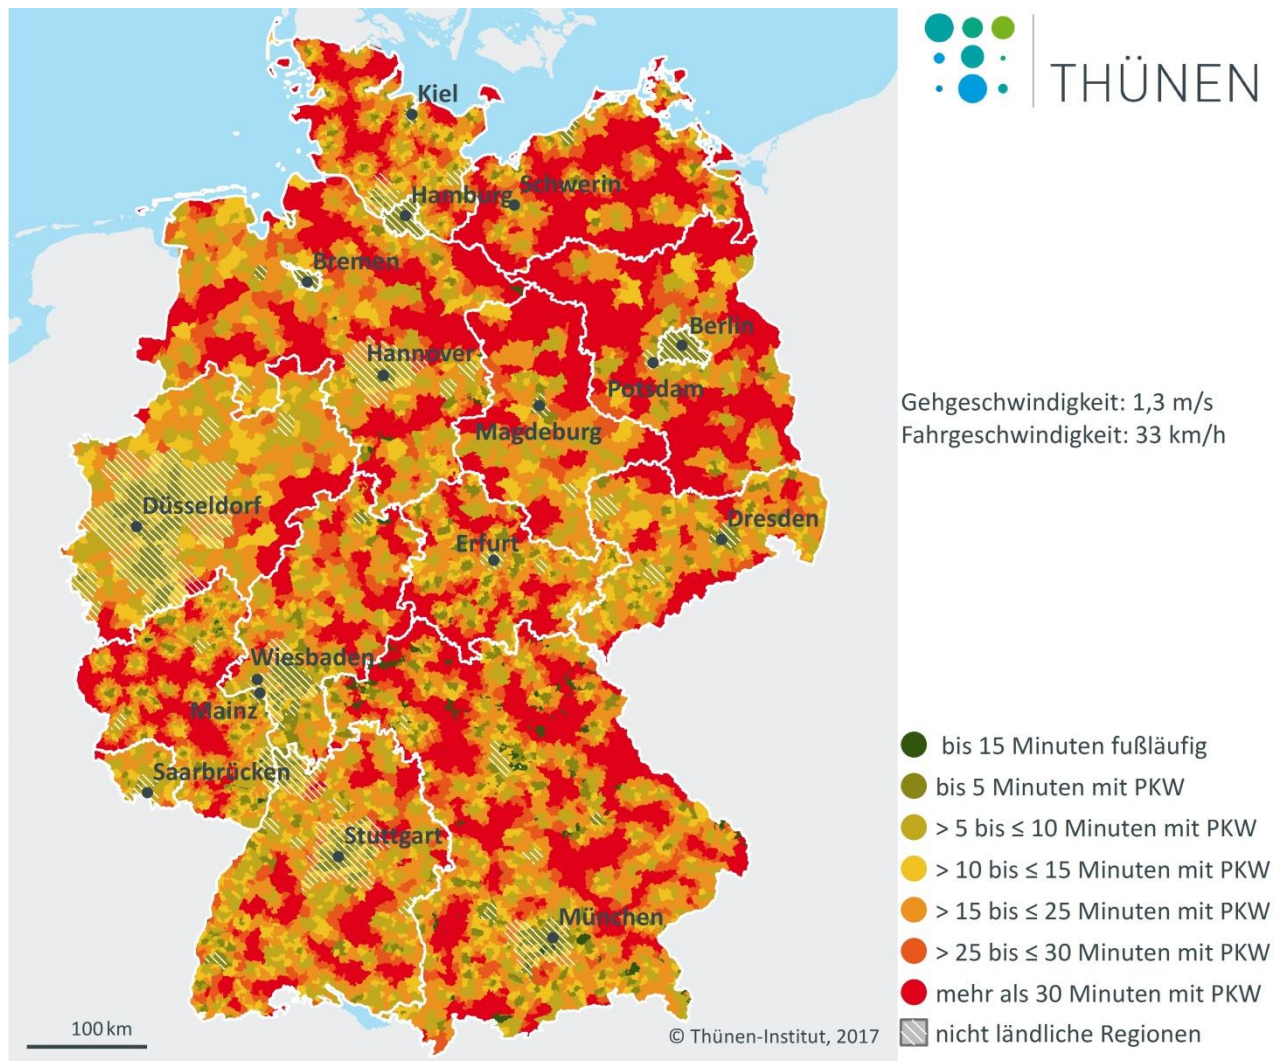 THÜNEN
Kiel
Hamburg
Schwerin
Bremen
Berlin
Hannover
Potsdam
Magdeburg
Düsseldorf
Dresden
Erfurt
Wiesbaden
Mainz
Saarbrücken
Stuttgart
München
Gehgeschwindigkeit: 1,3 m/s
Fahrgeschwindigkeit: 33 km/h
bis 15 Minuten fußläufig
bis 5 Minuten mit PKW
> 5 bis ≤ 10 Minuten mit PKW
> 10 bis ≤ 15 Minuten mit PKW
> 15 bis ≤ 25 Minuten mit PKW
> 25 bis ≤ 30 Minuten mit PKW
mehr als 30 Minuten mit PKW
nicht ländliche Regionen
100 km
© Thünen-Institut, 2017